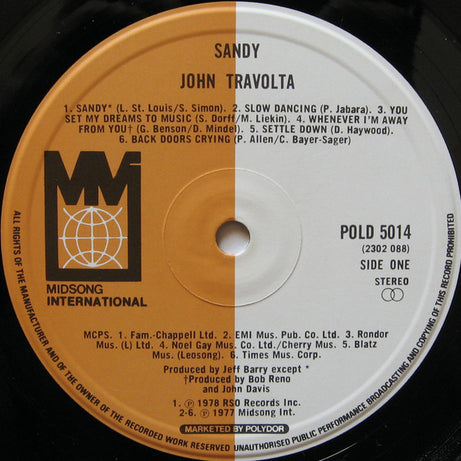 SANDY
JOHN TRAVOLTA
1. SANDY* (L. St. Louis/S. Simon). 2. SLOW DANCING (P. Jabara). 3. YOU
SET MY DREAMS TO MUSIC (S. Dorff/M. Liekin). 4. WHENEVER I'M AWAY
FROM YOU† (G. Benson/D. Mindel). 5. SETTLE DOWN (D. Haywood).
6. BACK DOORS CRYING (P. Allen/C. Bayer-Sager)
MM
MIDSONG
INTERNATIONAL
POLD 5014
(2302 088)
SIDE ONE
STEREO
MCPS. 1. Fam.-Chappell Ltd. 2. EMI Mus. Pub. Co. Ltd. 3. Rondor
Mus. (L) Ltd. 4. Noel Gay Mus. Co. Ltd./Cherry Mus. 5. Blatz
Mus. (Leosong). 6. Times Mus. Corp.
Produced by Jeff Barry except *
†Produced by Bob Reno
and John Davis
1. ℗ 1978 RSO Records Inc.
2-6. ℗ 1977 Midsong Int.
MARKETED BY POLYDOR
ALL RIGHTS OF THE MANUFACTURER AND OF THE OWNER OF THE RECORDED WORK RESERVED UNAUTHORISED PUBLIC PERFORMANCE BROADCASTING AND COPYING OF THIS RECORD PROHIBITED